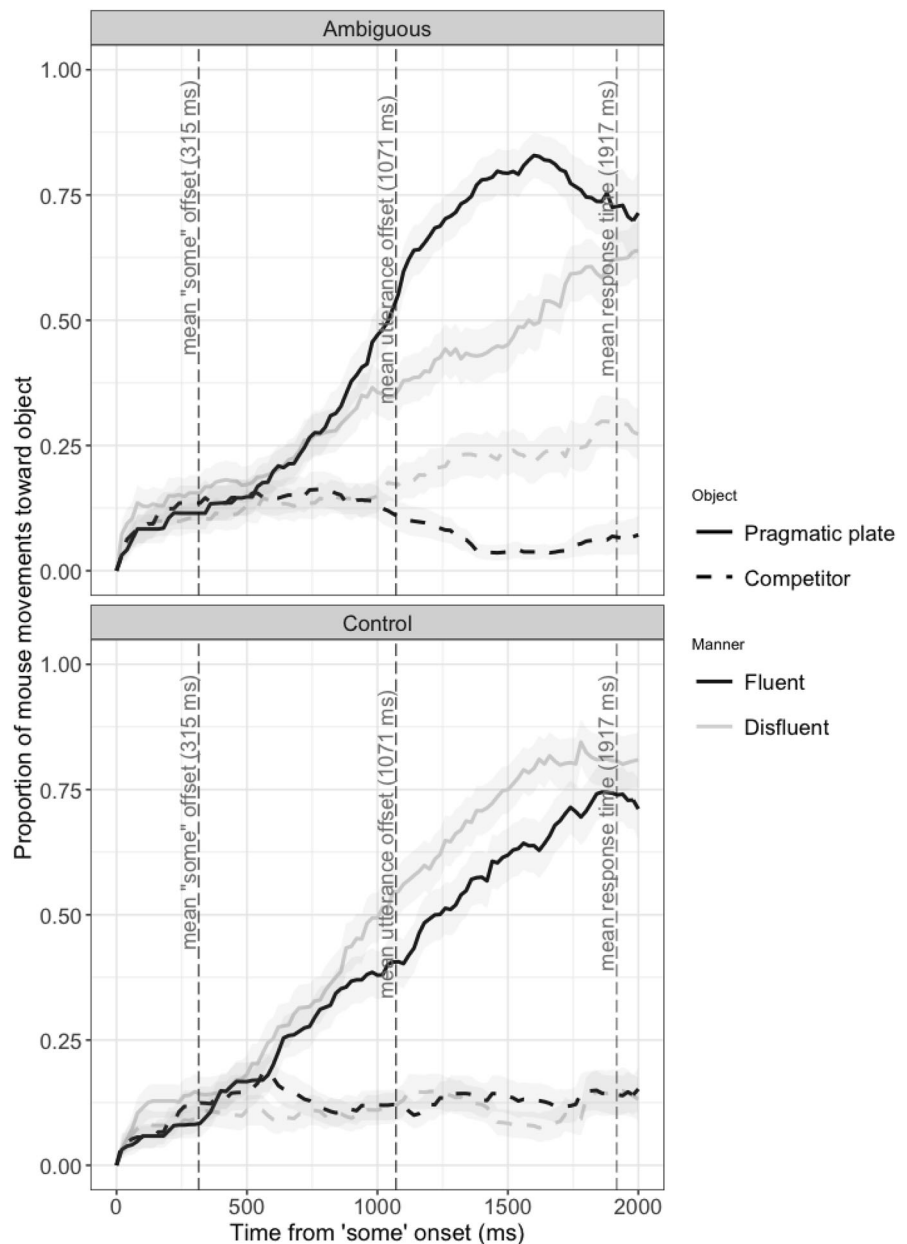 Ambiguous
1.00
0.75
0.50
0.25
0.00
mean "some" offset (315 ms)
mean utterance offset (1071 ms)
mean response time (1917 ms)
Control
1.00
0.75
0.50
0.25
0.00
mean "some" offset (315 ms)
mean utterance offset (1071 ms)
mean response time (1917 ms)
0
500
1000
1500
2000
Time from 'some' onset (ms)
Proportion of mouse movements toward object
Object
Pragmatic plate
Competitor
Manner
Fluent
Disfluent